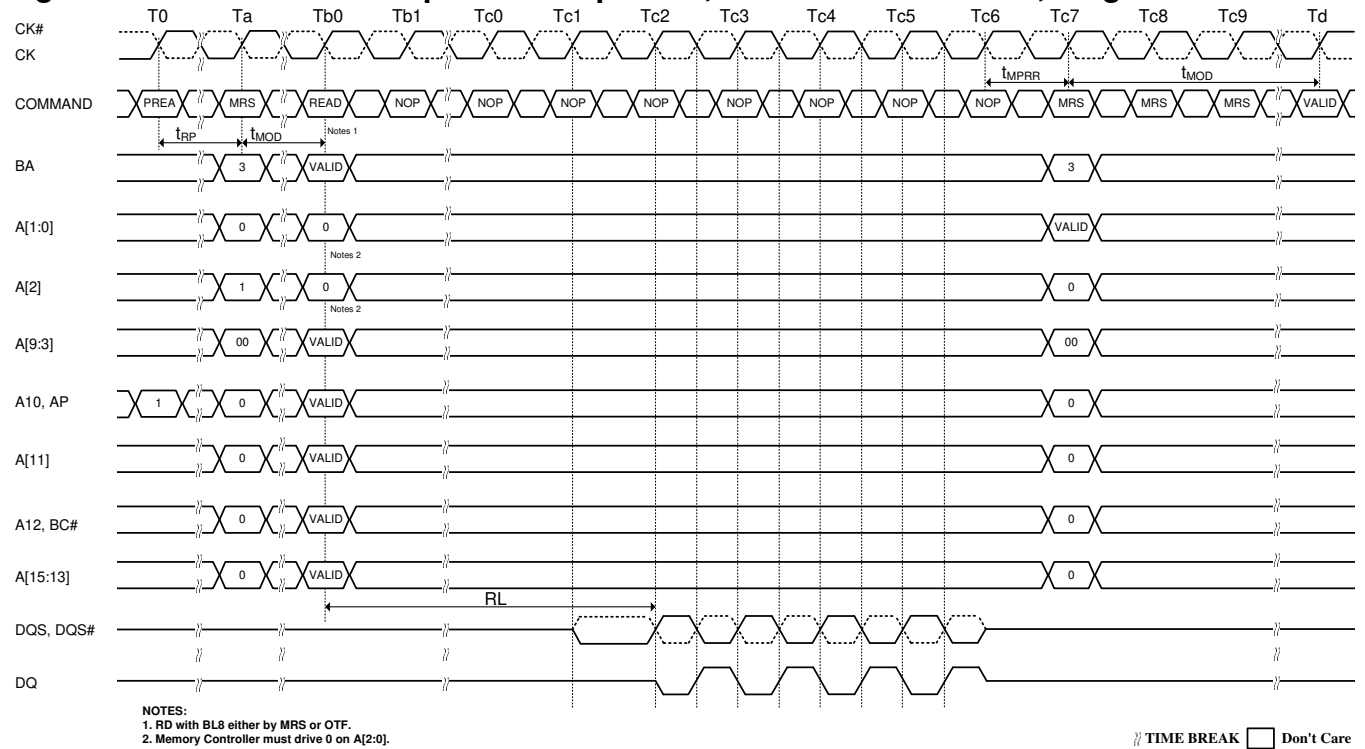 T0 Ta Tb0 Tb1 Tc0 Tc1 Tc2 Tc3 Tc4 Tc5 Tc6 Tc7 Tc8 Tc9 Td
CK#
CK
tMPRR tMOD
COMMAND PREA MRS READ NOP NOP NOP NOP NOP NOP NOP NOP MRS MRS MRS VALID
tRP tMOD Notes 1
BA 3 VALID 3
A[1:0] 0 0 VALID
Notes 2
A[2] 1 0 0
Notes 2
A[9:3] 00 VALID 00
A10, AP 1 0 VALID 0
A[11] 0 VALID 0
A12, BC# 0 VALID 0
A[15:13] 0 VALID 0
RL
DQS, DQS#
DQ
NOTES:
1. RD with BL8 either by MRS or OTF.
2. Memory Controller must drive 0 on A[2:0].
TIME BREAK Don't Care